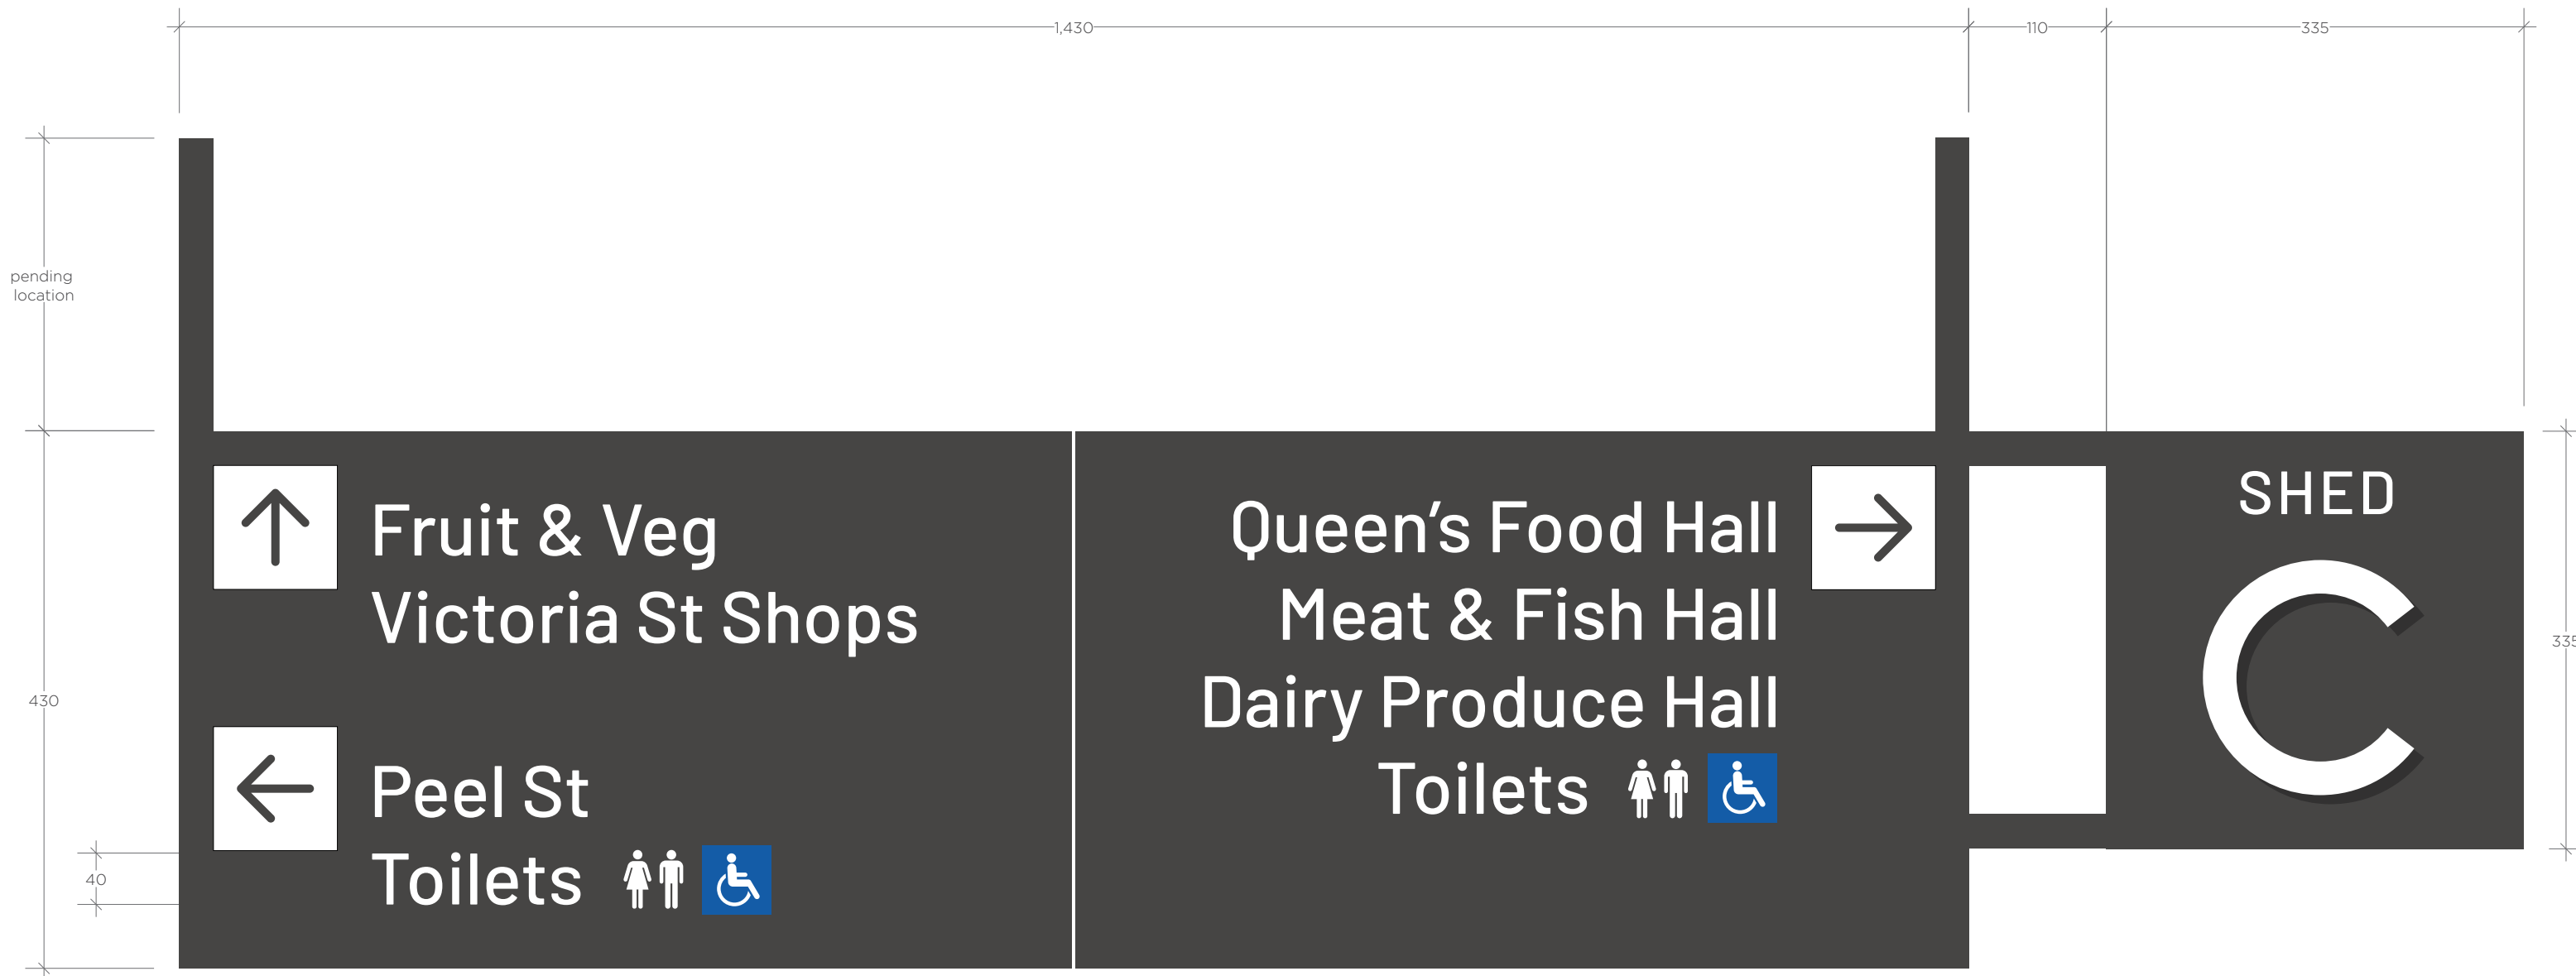 1,430
110
335
pending
location
430
40
Fruit & Veg
Victoria St Shops
Peel St
Toilets
Queen’s Food Hall
Meat & Fish Hall
Dairy Produce Hall
Toilets
SHED
C
335